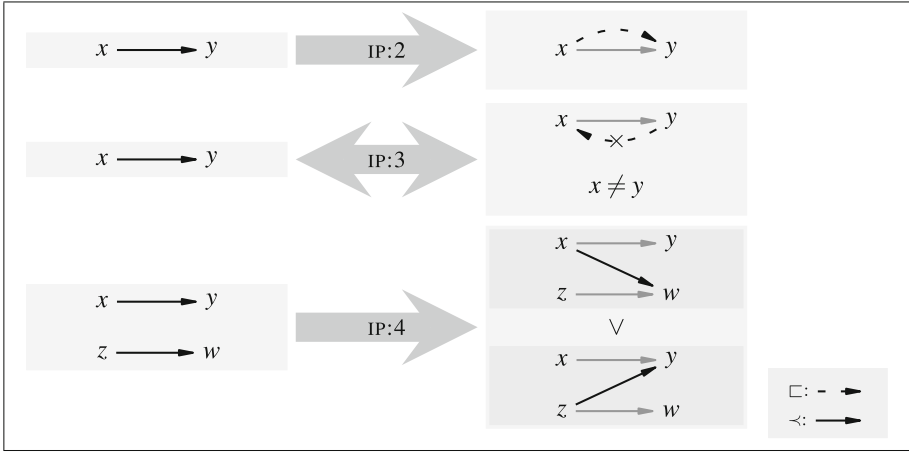 x y IP:2 x y
x y IP:3 x y
×
x ≠ y
x y
z w
IP:4
x y
z w
∨
x y
z w
⊏:
≺: